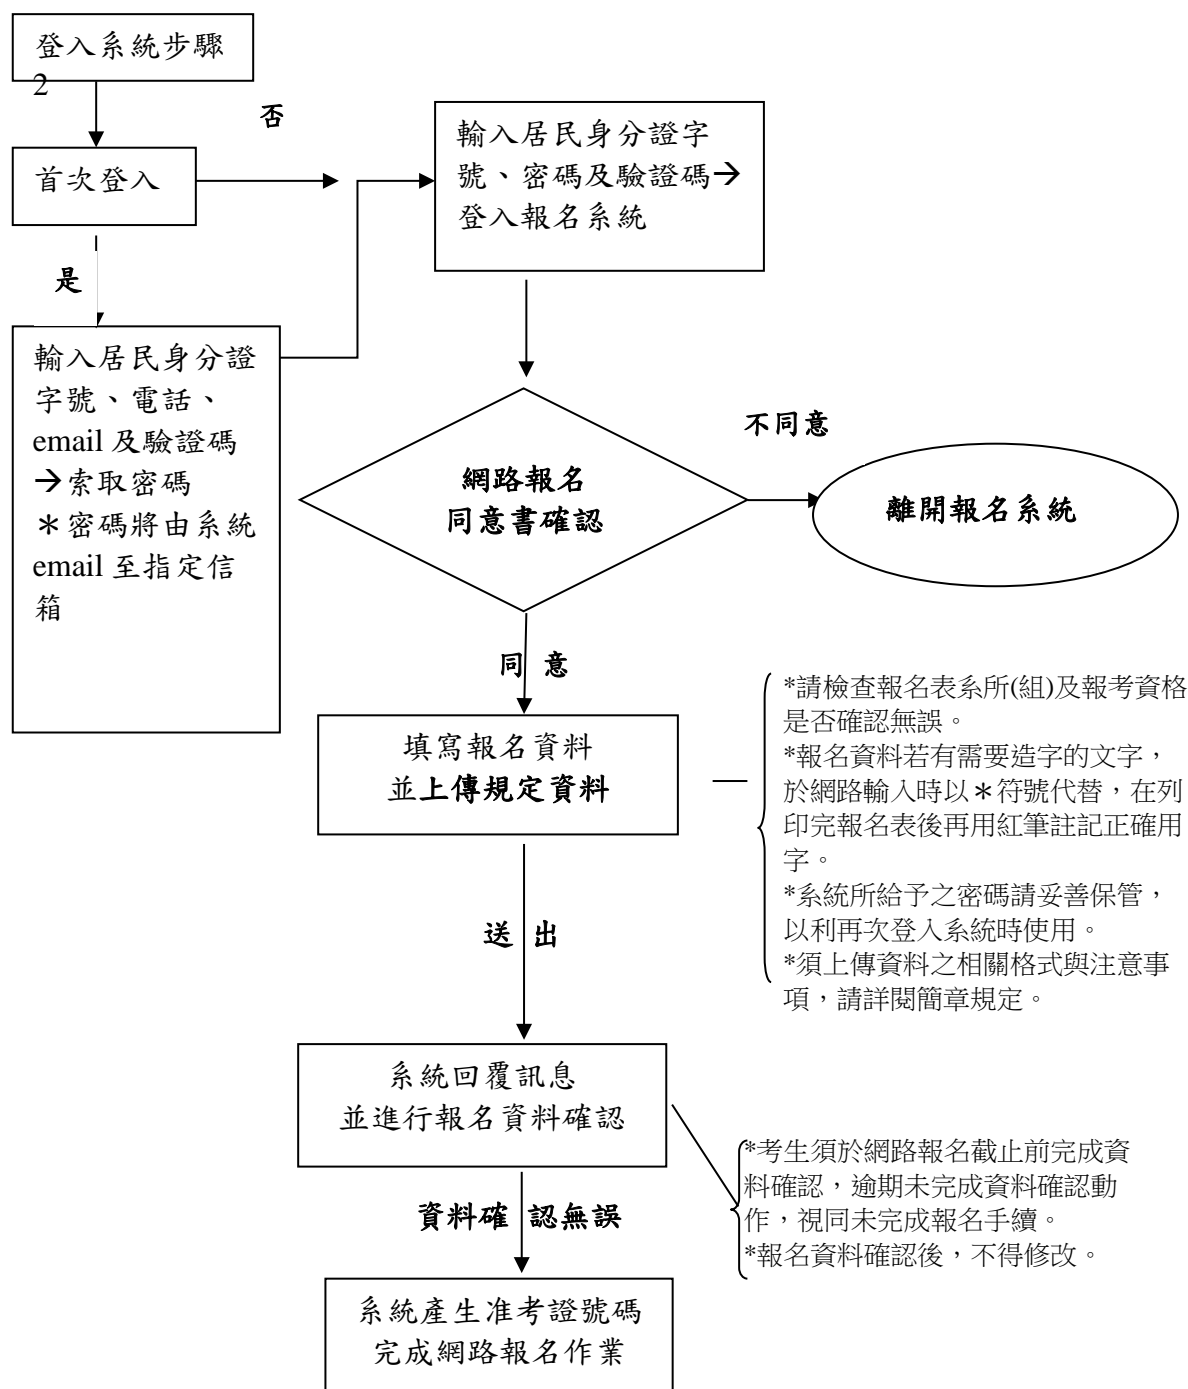 登入系統步驟
2
否
首次登入
輸入居民身分證字
號、密碼及驗證碼→
登入報名系統
是
輸入居民身分證
字號、電話、
email 及驗證碼
→索取密碼
＊密碼將由系統
email 至指定信
箱
網路報名
同意書確認
不同意
離開報名系統
同 意
填寫報名資料
並上傳規定資料
*請檢查報名表系所(組)及報考資格
是否確認無誤。
*報名資料若有需要造字的文字，
於網路輸入時以＊符號代替，在列
印完報名表後再用紅筆註記正確用
字。
*系統所給予之密碼請妥善保管，
以利再次登入系統時使用。
*須上傳資料之相關格式與注意事
項，請詳閱簡章規定。
送 出
系統回覆訊息
並進行報名資料確認
*考生須於網路報名截止前完成資
料確認，逾期未完成資料確認動
作，視同未完成報名手續。
*報名資料確認後，不得修改。
資料確 認無誤
系統產生准考證號碼
完成網路報名作業